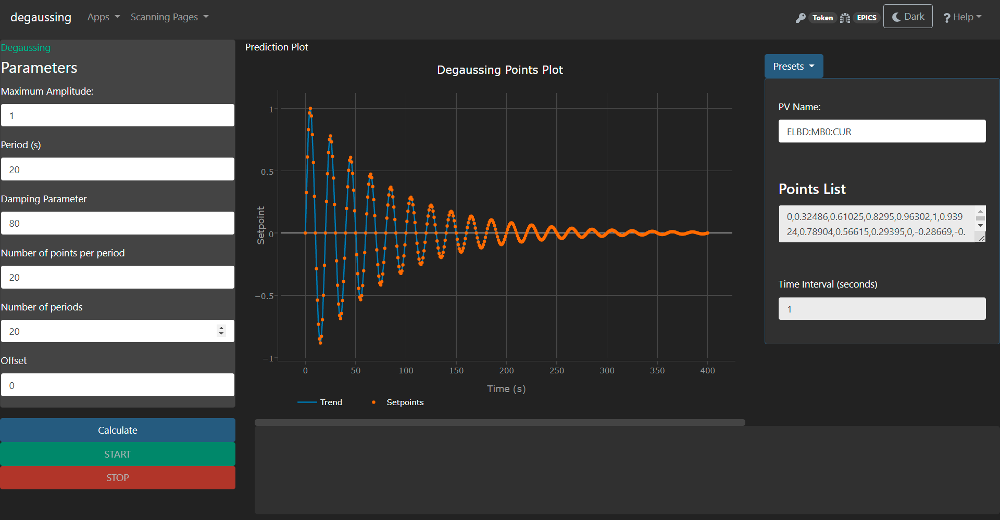 degaussing Apps Scanning Pages Token EPICS Dark Help
Degaussing
Parameters
Maximum Amplitude:
1
Period (s)
20
Damping Parameter
80
Number of points per period
20
Number of periods
20
Offset
0
Calculate
START
STOP
Prediction Plot
Degaussing Points Plot
1
0.5
0
−0.5
−1
Setpoint
0 50 100 150 200 250 300 350 400
Time (s)
Trend Setpoints
Presets
PV Name:
ELBD:MB0:CUR
Points List
0,0.32486,0.61025,0.8295,0.96302,1,0.939
24,0.78904,0.56615,0.29395,0,-0.28669,-0.
Time Interval (seconds)
1